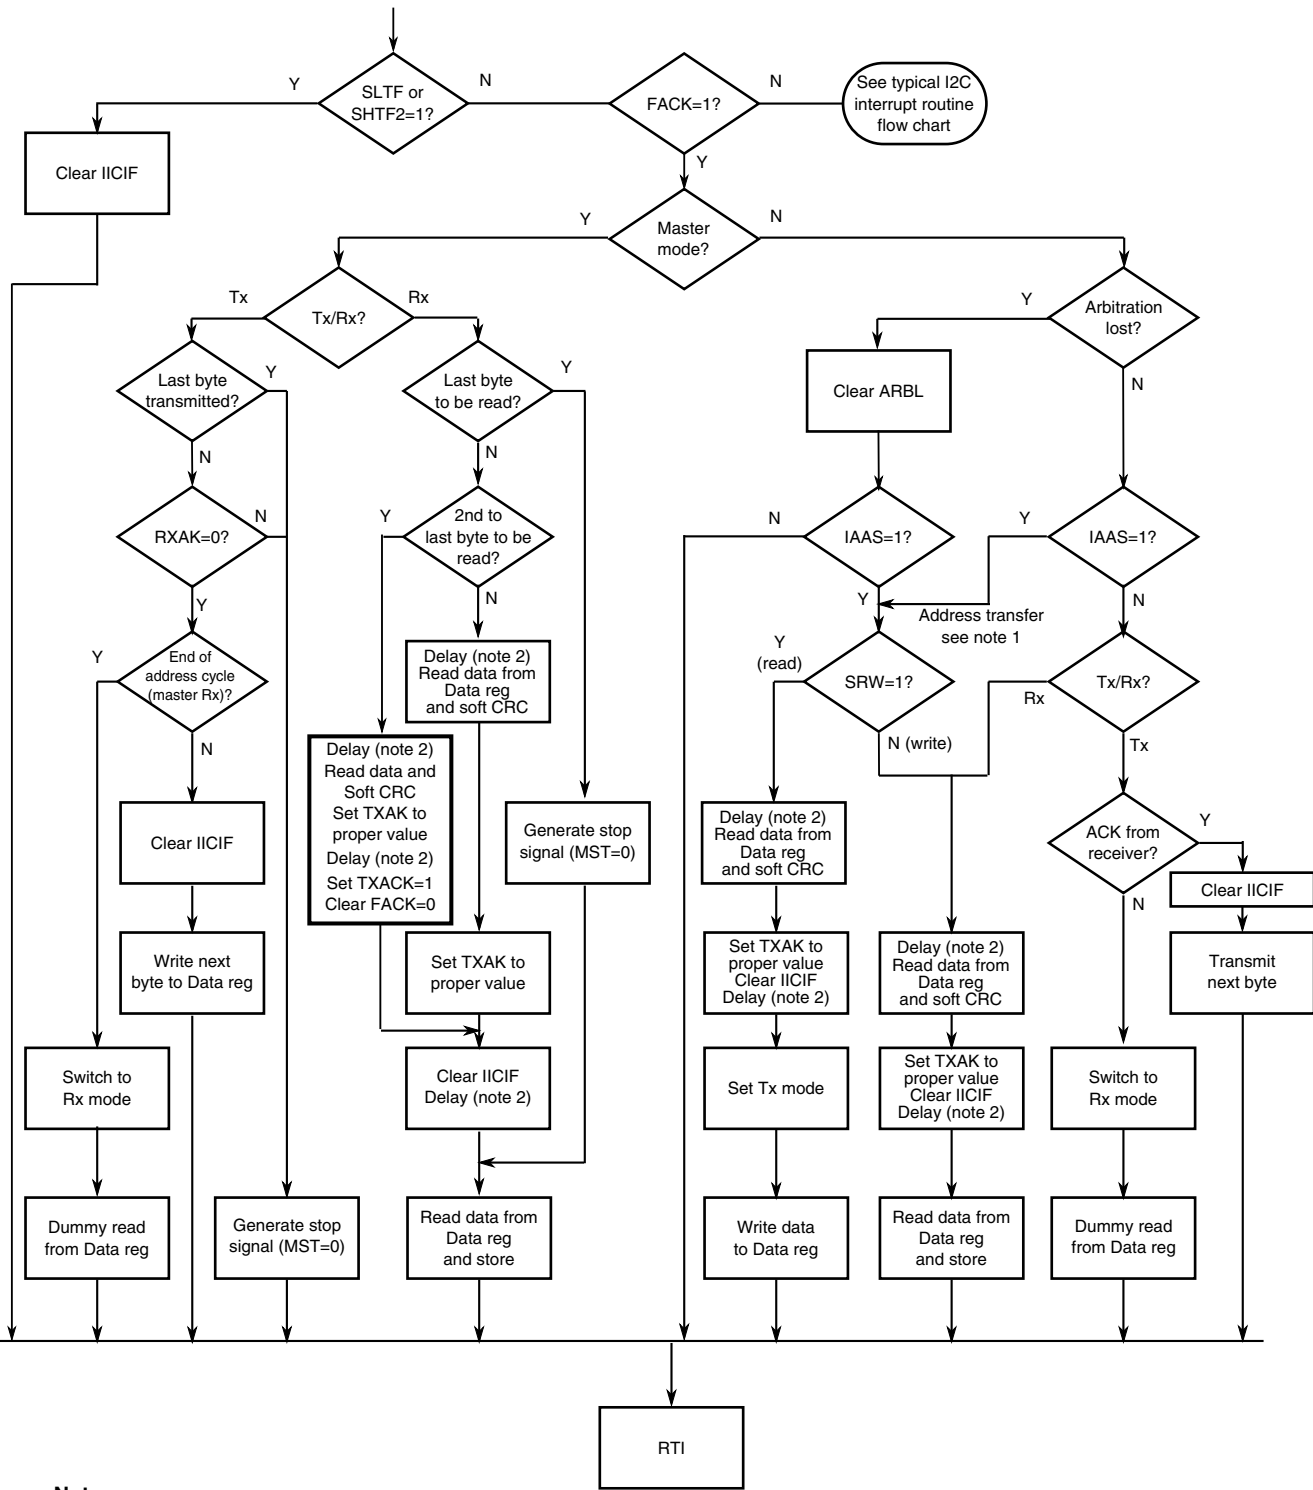 Y
SLTF or
SHTF2=1?
N
FACK=1?
N
See typical I2C
interrupt routine
flow chart
Clear IICIF
Y
Y
Master
mode?
N
Tx
Tx/Rx?
Rx
Y
Arbitration
lost?
N
Last byte
transmitted?
Y
N
Last byte
to be read?
Y
N
Clear ARBL
RXAK=0?
N
Y
Y
2nd to
last byte to be
read?
N
N
IAAS=1?
Y
Y
IAAS=1?
N
Address transfer
see note 1
Y
End of
address cycle
(master Rx)?
N
Delay (note 2)
Read data from
Data reg
and soft CRC
Y
(read)
SRW=1?
N (write)
Rx
Tx/Rx?
Tx
Delay (note 2)
Read data and
Soft CRC
Set TXAK to
proper value
Delay (note 2)
Set TXACK=1
Clear FACK=0
Clear IICIF
Generate stop
signal (MST=0)
Delay (note 2)
Read data from
Data reg
and soft CRC
ACK from
receiver?
Y
N
Clear IICIF
Write next
byte to Data reg
Set TXAK to
proper value
Set TXAK to
proper value
Clear IICIF
Delay (note 2)
Delay (note 2)
Read data from
Data reg
and soft CRC
Transmit
next byte
Switch to
Rx mode
Clear IICIF
Delay (note 2)
Set Tx mode
Set TXAK to
proper value
Clear IICIF
Delay (note 2)
Switch to
Rx mode
Dummy read
from Data reg
Generate stop
signal (MST=0)
Read data from
Data reg
and store
Write data
to Data reg
Read data from
Data reg
and store
Dummy read
from Data reg
RTI